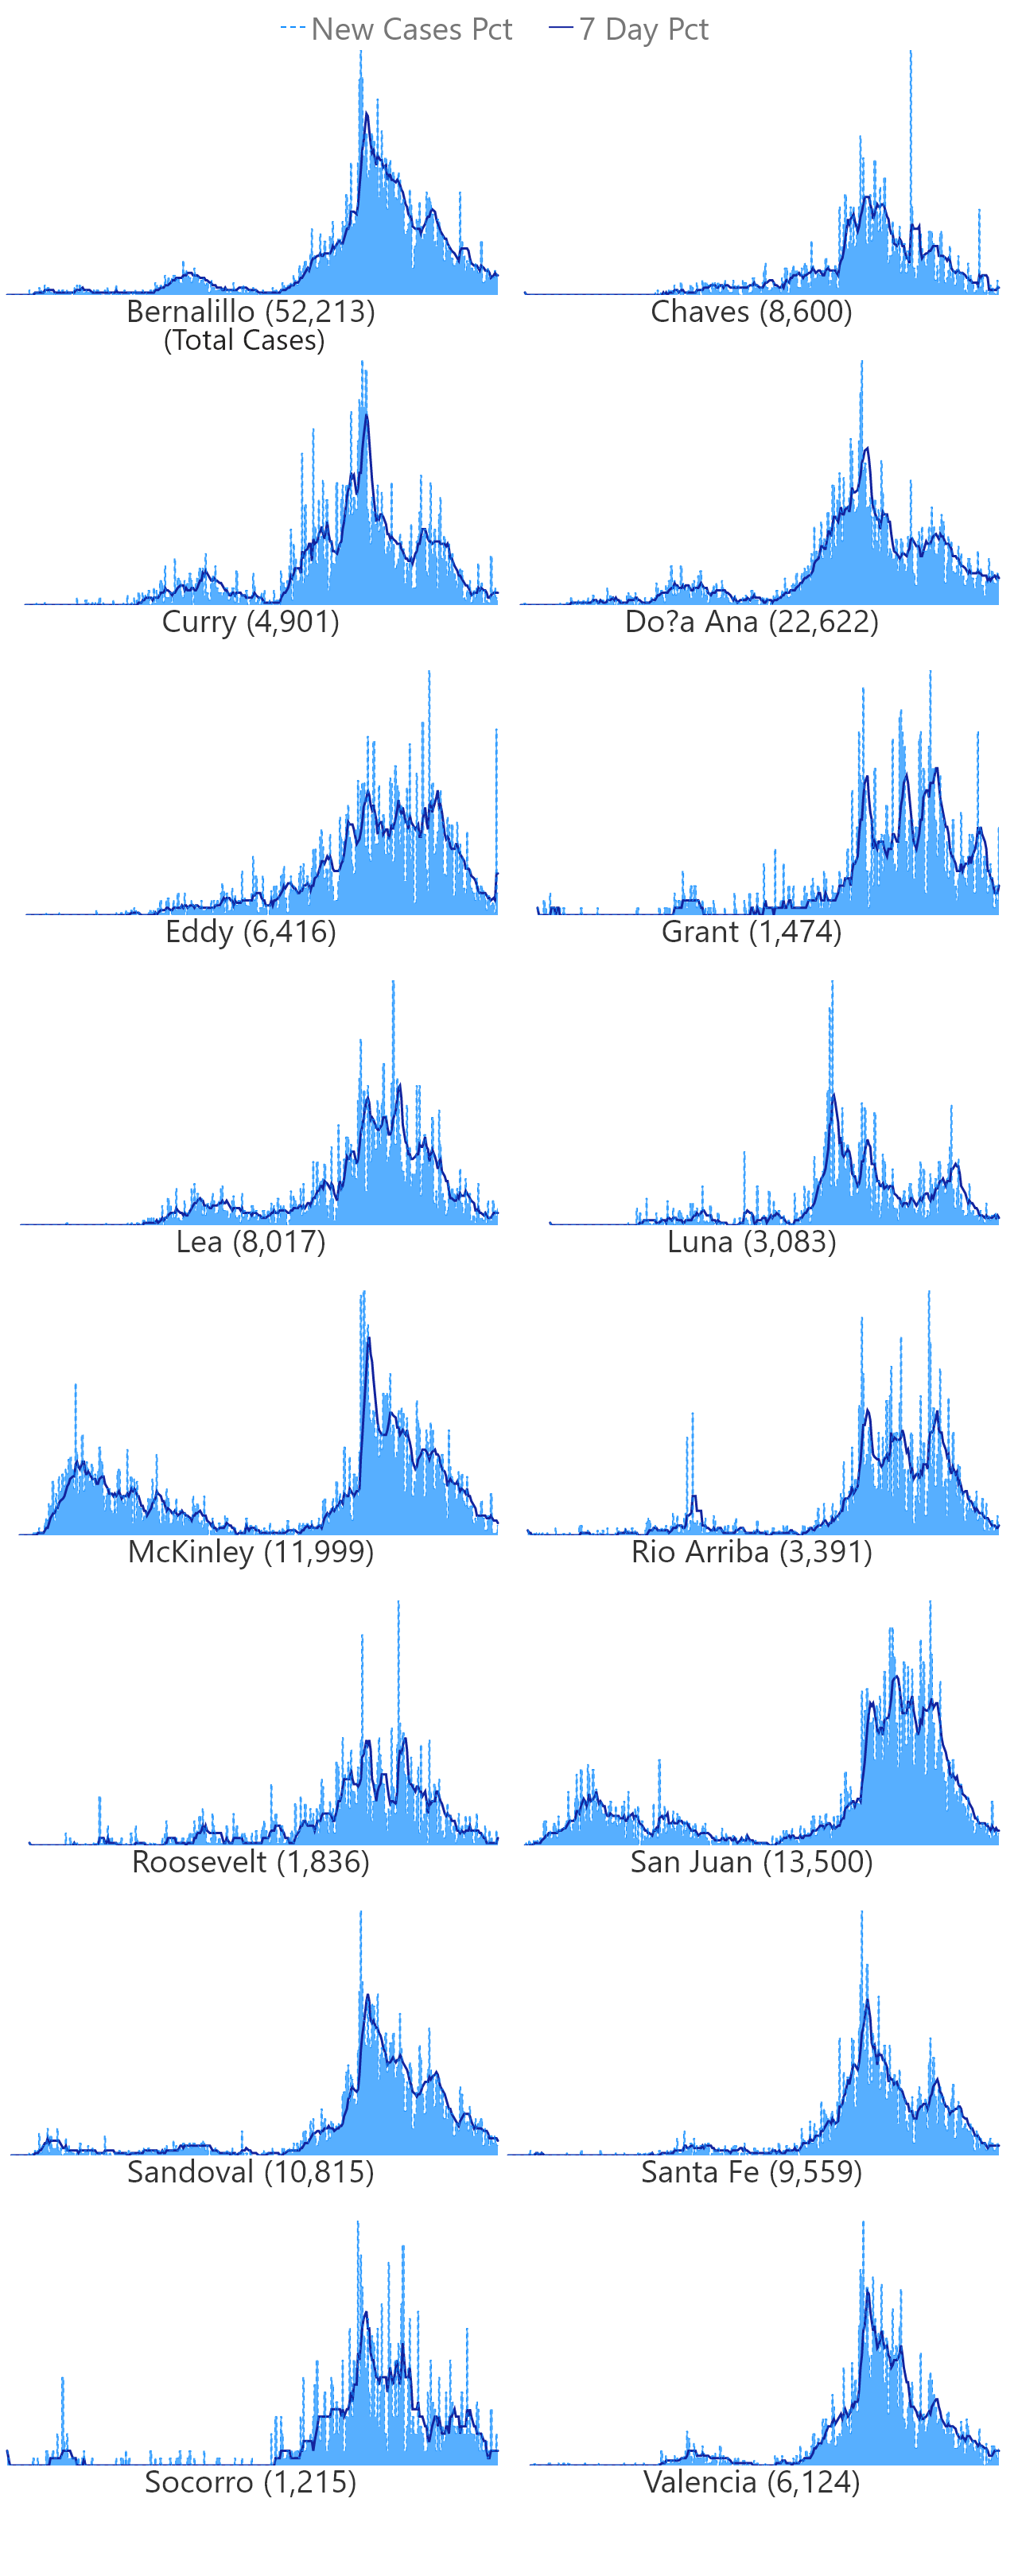 New Cases Pct 7 Day Pct
Bernalillo (52,213)
(Total Cases)
Chaves (8,600)
Curry (4,901)
Do?a Ana (22,622)
Eddy (6,416)
Grant (1,474)
Lea (8,017)
Luna (3,083)
McKinley (11,999)
Rio Arriba (3,391)
Roosevelt (1,836)
San Juan (13,500)
Sandoval (10,815)
Santa Fe (9,559)
Socorro (1,215)
Valencia (6,124)